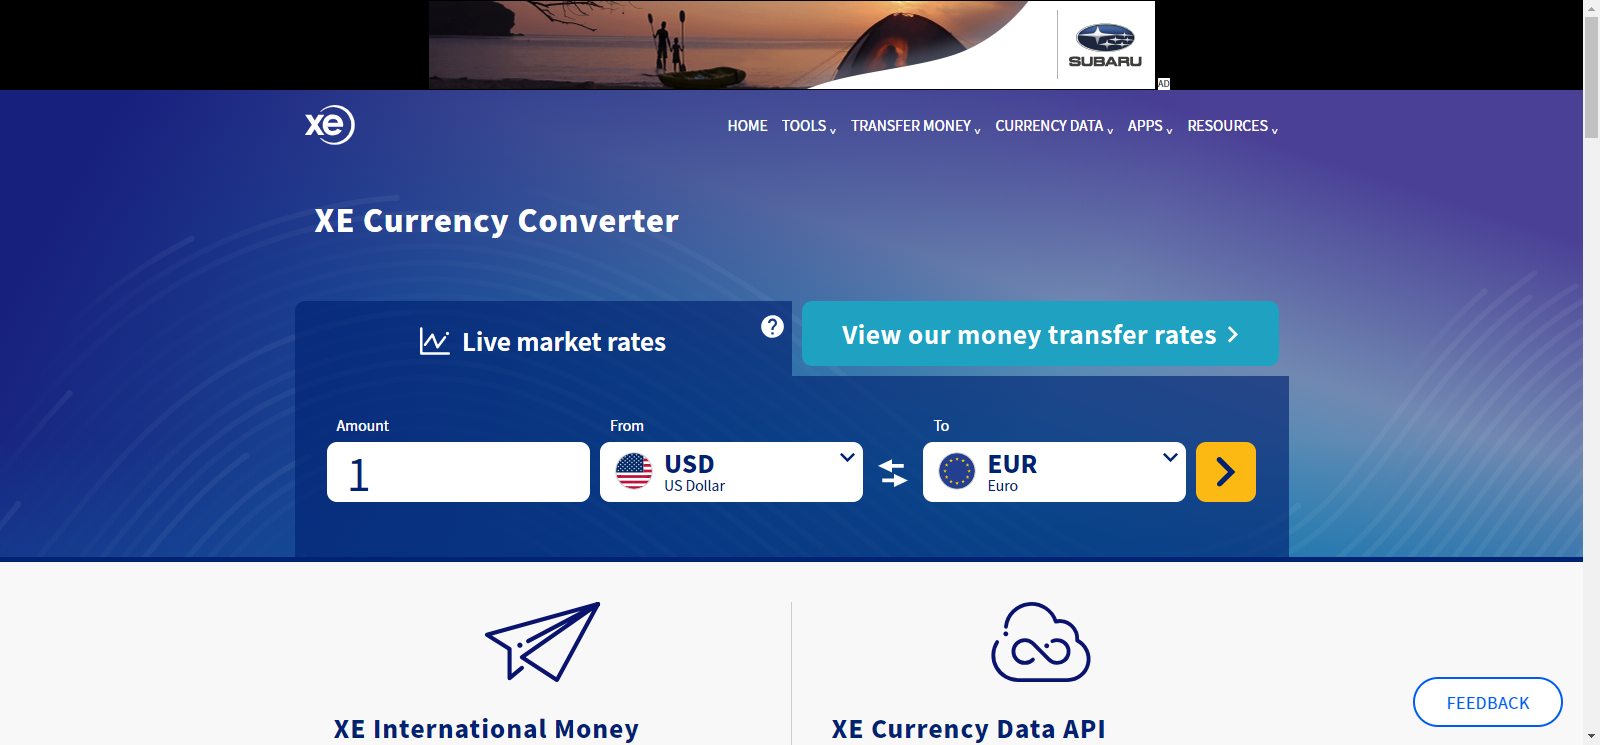 SUBARU
AD
xe
HOME TOOLS TRANSFER MONEY CURRENCY DATA APPS RESOURCES
XE Currency Converter
Live market rates
?
View our money transfer rates
Amount
From
To
1
USD
US Dollar
EUR
Euro
XE International Money
XE Currency Data API
FEEDBACK